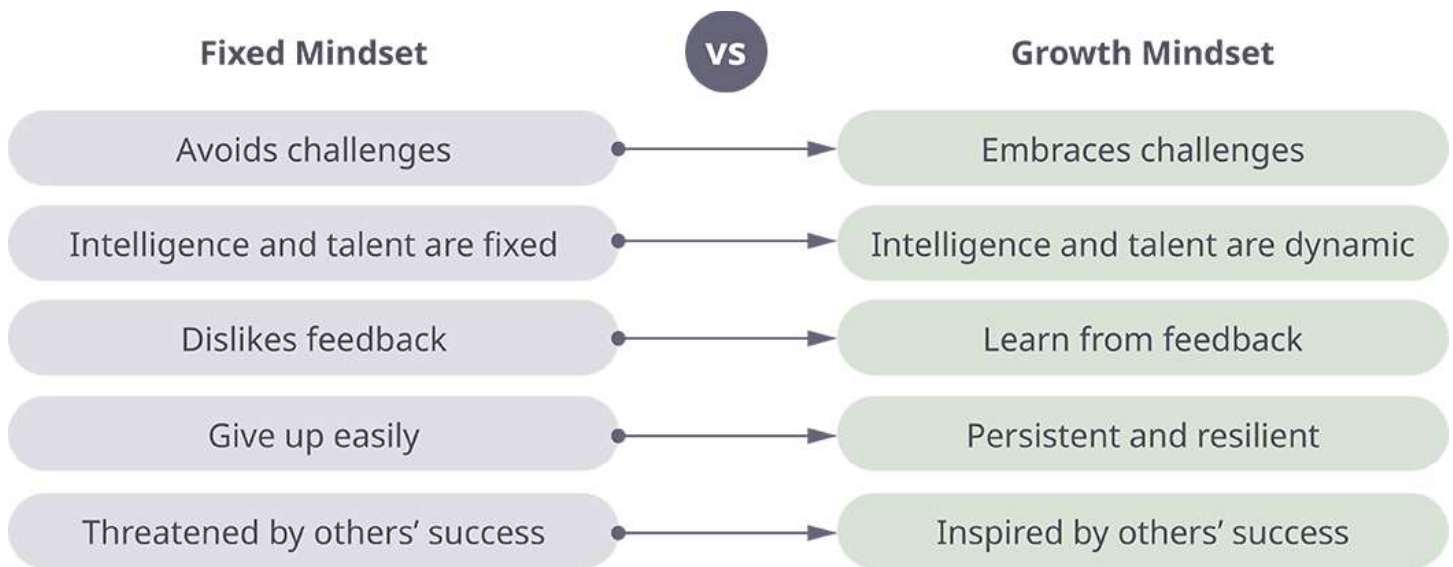 Fixed Mindset
vs
Growth Mindset
Avoids challenges
Embraces challenges
Intelligence and talent are fixed
Intelligence and talent are dynamic
Dislikes feedback
Learn from feedback
Give up easily
Persistent and resilient
Threatened by others’ success
Inspired by others’ success